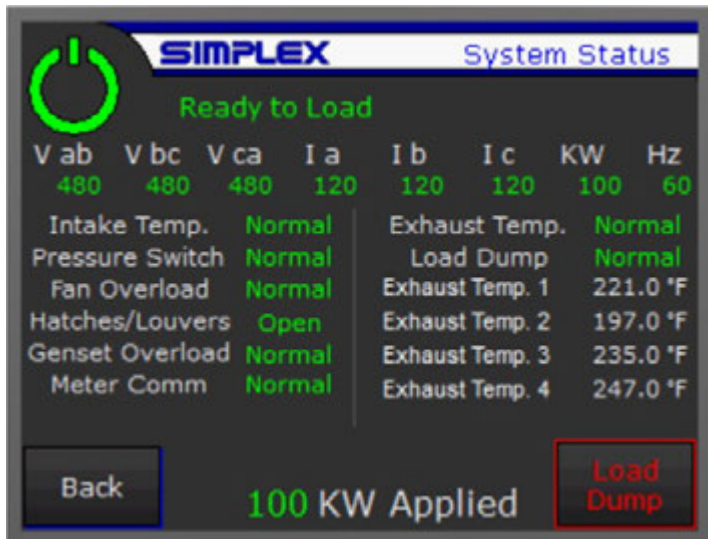 SIMPLEX System Status
Ready to Load
V ab V bc V ca I a I b I c KW Hz
480 480 480 120 120 120 100 60
Intake Temp. Normal Exhaust Temp. Normal
Pressure Switch Normal Load Dump Normal
Fan Overload Normal Exhaust Temp. 1 221.0 °F
Hatches/Louvers Open Exhaust Temp. 2 197.0 °F
Genset Overload Normal Exhaust Temp. 3 235.0 °F
Meter Comm Normal Exhaust Temp. 4 247.0 °F
Back 100 KW Applied Load
Dump